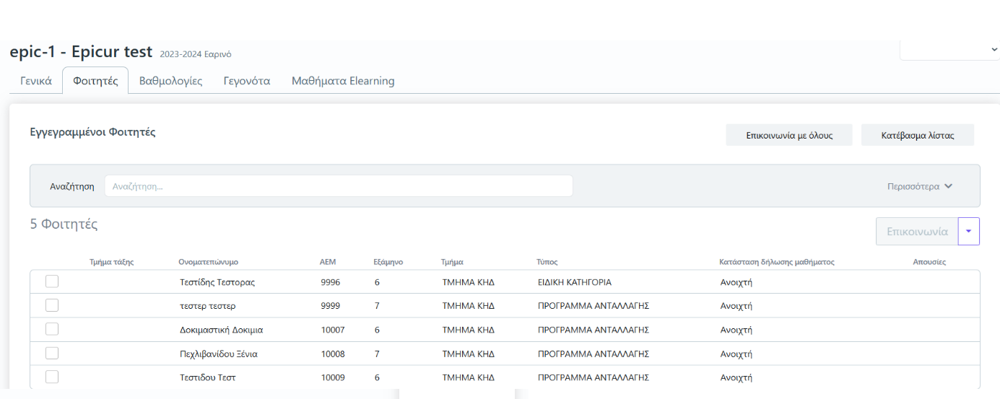 epic-1 - Epicur test 2023-2024 Εαρινό
Γενικά Φοιτητές Βαθμολογίες Γεγονότα Μαθήματα Elearning
Εγγεγραμμένοι Φοιτητές Επικοινωνία με όλους Κατέβασμα λίστας
Αναζήτηση Αναζήτηση... Περισσότερα
5 Φοιτητές Επικοινωνία
Τμήμα τάξης Ονοματεπώνυμο ΑΕΜ Εξάμηνο Τμήμα Τύπος Κατάσταση δήλωσης μαθήματος Απουσίες
Τεστίδης Τεστορας 9996 6 ΤΜΗΜΑ ΚΗΔ ΕΙΔΙΚΗ ΚΑΤΗΓΟΡΙΑ Ανοιχτή
τεστερ τεστερ 9999 7 ΤΜΗΜΑ ΚΗΔ ΠΡΟΓΡΑΜΜΑ ΑΝΤΑΛΛΑΓΗΣ Ανοιχτή
Δοκιμαστική Δοκιμια 10007 6 ΤΜΗΜΑ ΚΗΔ ΠΡΟΓΡΑΜΜΑ ΑΝΤΑΛΛΑΓΗΣ Ανοιχτή
Πεχλιβανίδου Ξένια 10008 7 ΤΜΗΜΑ ΚΗΔ ΠΡΟΓΡΑΜΜΑ ΑΝΤΑΛΛΑΓΗΣ Ανοιχτή
Τεστιδου Τεστ 10009 6 ΤΜΗΜΑ ΚΗΔ ΠΡΟΓΡΑΜΜΑ ΑΝΤΑΛΛΑΓΗΣ Ανοιχτή